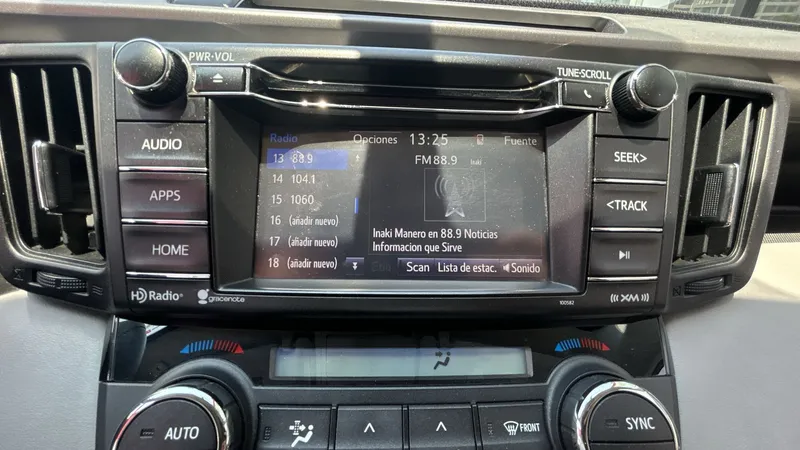 PWR•VOL
TUNE•SCROLL
AUDIO
APPS
HOME
Radio Opciones 13:25 Fuente
13 88.9
14 104.1
15 1060
16 (añadir nuevo)
17 (añadir nuevo)
18 (añadir nuevo)
FM 88.9 Inaki
Inaki Manero en 88.9 Noticias
Informacion que Sirve
Scan Lista de estac. Sonido
SEEK>
<TRACK
HD Radio®
gracenote
100582
XM
AUTO
FRONT
SYNC